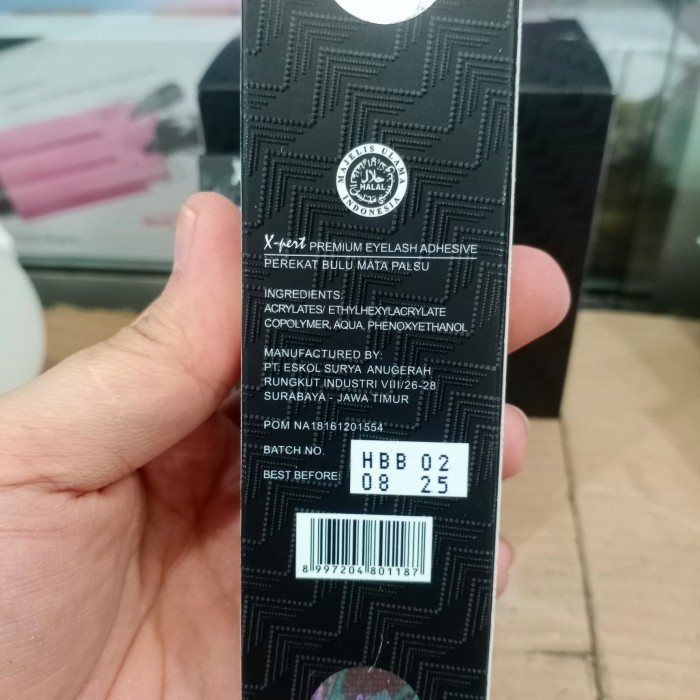 MAJELIS ULAMA
حلال
HALAL
INDONESIA
X-pert PREMIUM EYELASH ADHESIVE
PEREKAT BULU MATA PALSU
INGREDIENTS:
ACRYLATES/ ETHYLHEXYLACRYLATE
COPOLYMER, AQUA, PHENOXYETHANOL
MANUFACTURED BY:
PT. ESKOL SURYA ANUGERAH
RUNGKUT INDUSTRI VIII/26-28
SURABAYA - JAWA TIMUR
POM NA18161201554
BATCH NO. HBB 02
BEST BEFORE: 08 25
8 997204 801187